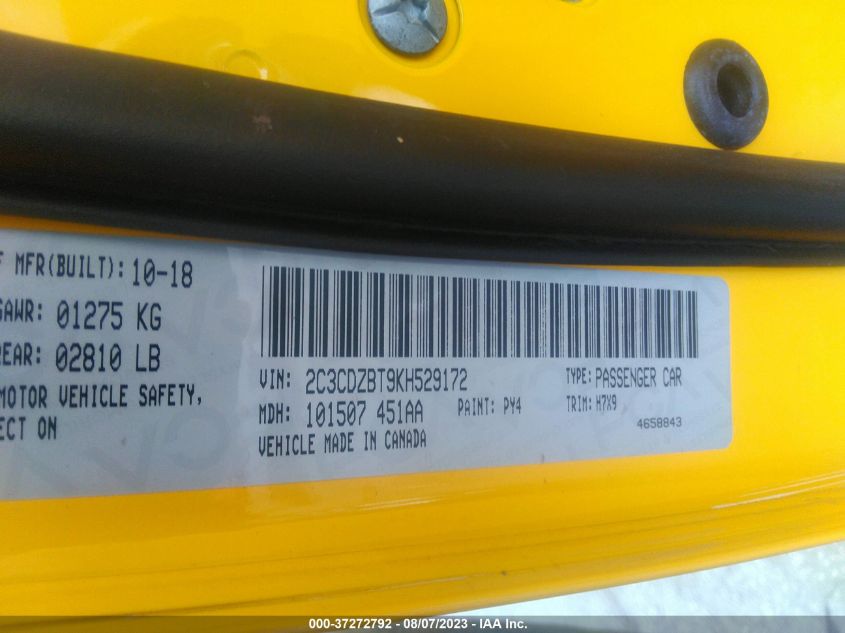 F MFR(BUILT): 10-18
GAWR: 01275 KG
REAR: 02810 LB
MOTOR VEHICLE SAFETY,
ECT ON
VIN: 2C3CDZBT9KH529172 TYPE: PASSENGER CAR
MDH: 101507 451AA PAINT: PY4 TRIM: H7X9
VEHICLE MADE IN CANADA 4658843
000-37272792 - 08/07/2023 - IAA Inc.